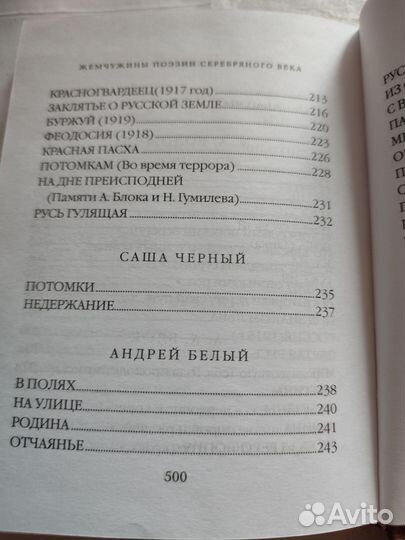 ЖЕМЧУЖИНЫ ПОЭЗИИ СЕРЕБРЯНОГО ВЕКА
КРАСНОГВАРДЕЕЦ (1917 год) 213
ЗАКЛЯТЬЕ О РУССКОЙ ЗЕМЛЕ 216
БУРЖУЙ (1919) 220
ФЕОДОСИЯ (1918) 223
КРАСНАЯ ПАСХА 226
ПОТОМКАМ (Во время террора) 228
НА ДНЕ ПРЕИСПОДНЕЙ
(Памяти А. Блока и Н. Гумилева) 231
РУСЬ ГУЛЯЩАЯ 232
САША ЧЕРНЫЙ
ПОТОМКИ 235
НЕДЕРЖАНИЕ 237
АНДРЕЙ БЕЛЫЙ
В ПОЛЯХ 238
НА УЛИЦЕ 240
РОДИНА 241
ОТЧАЯНЬЕ 243
500
Avito